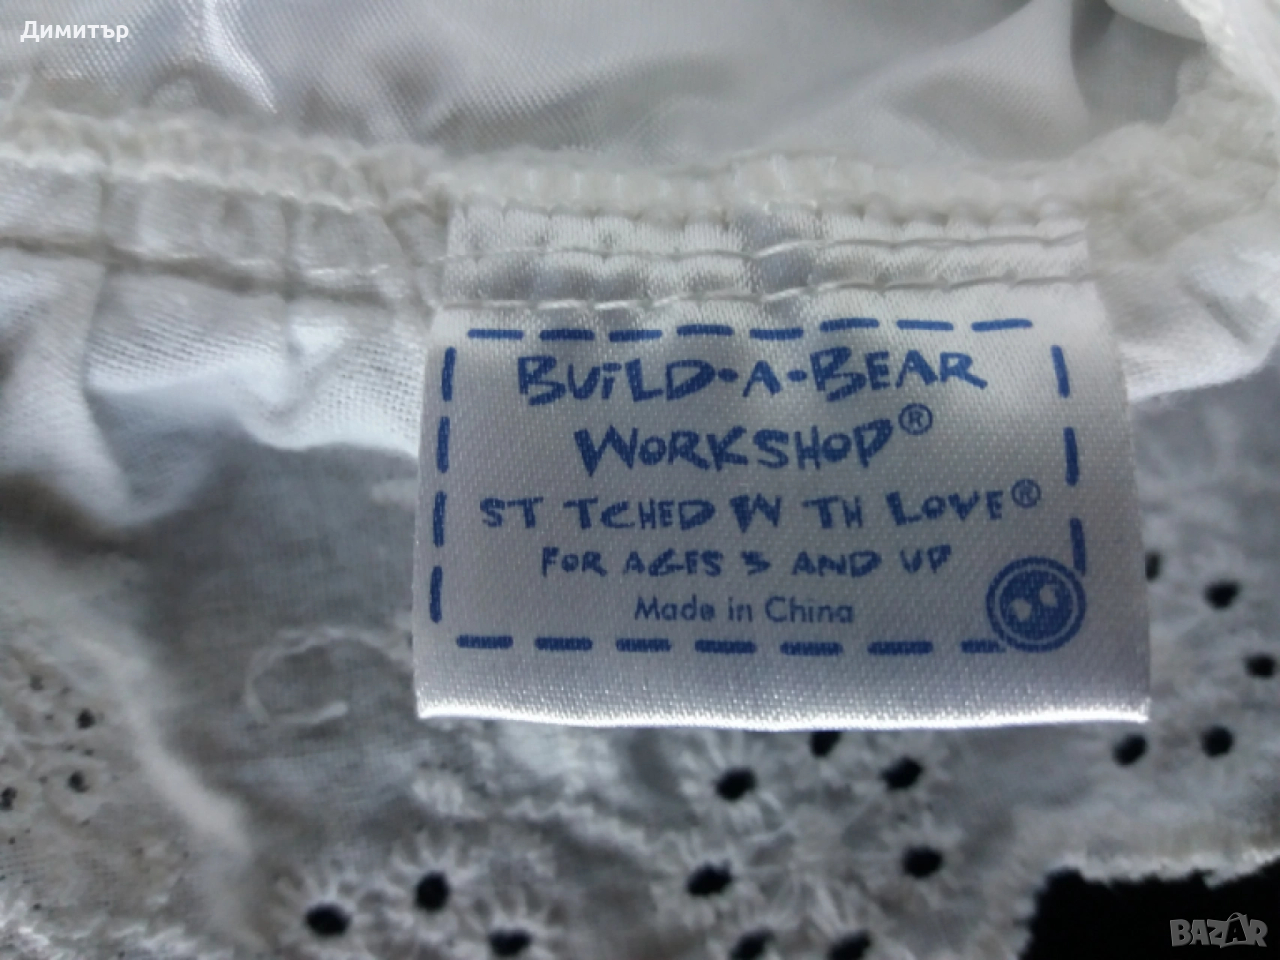 Димитър
BUiLD-A-BEAR
WORKSHOP®
ST TCHED W TH LOVE®
FOR AGES 3 AND UP
Made in China
BAZAR